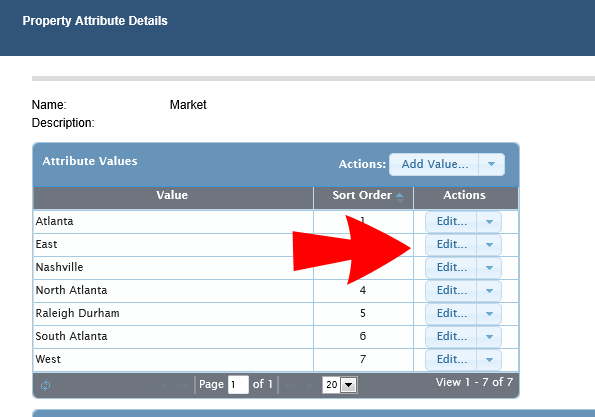 Property Attribute Details
Name: Market
Description:
Attribute Values Actions: Add Value...
Value Sort Order Actions
Atlanta 1 Edit...
East Edit...
Nashville Edit...
North Atlanta 4 Edit...
Raleigh Durham 5 Edit...
South Atlanta 6 Edit...
West 7 Edit...
Page 1 of 1 20 View 1 - 7 of 7